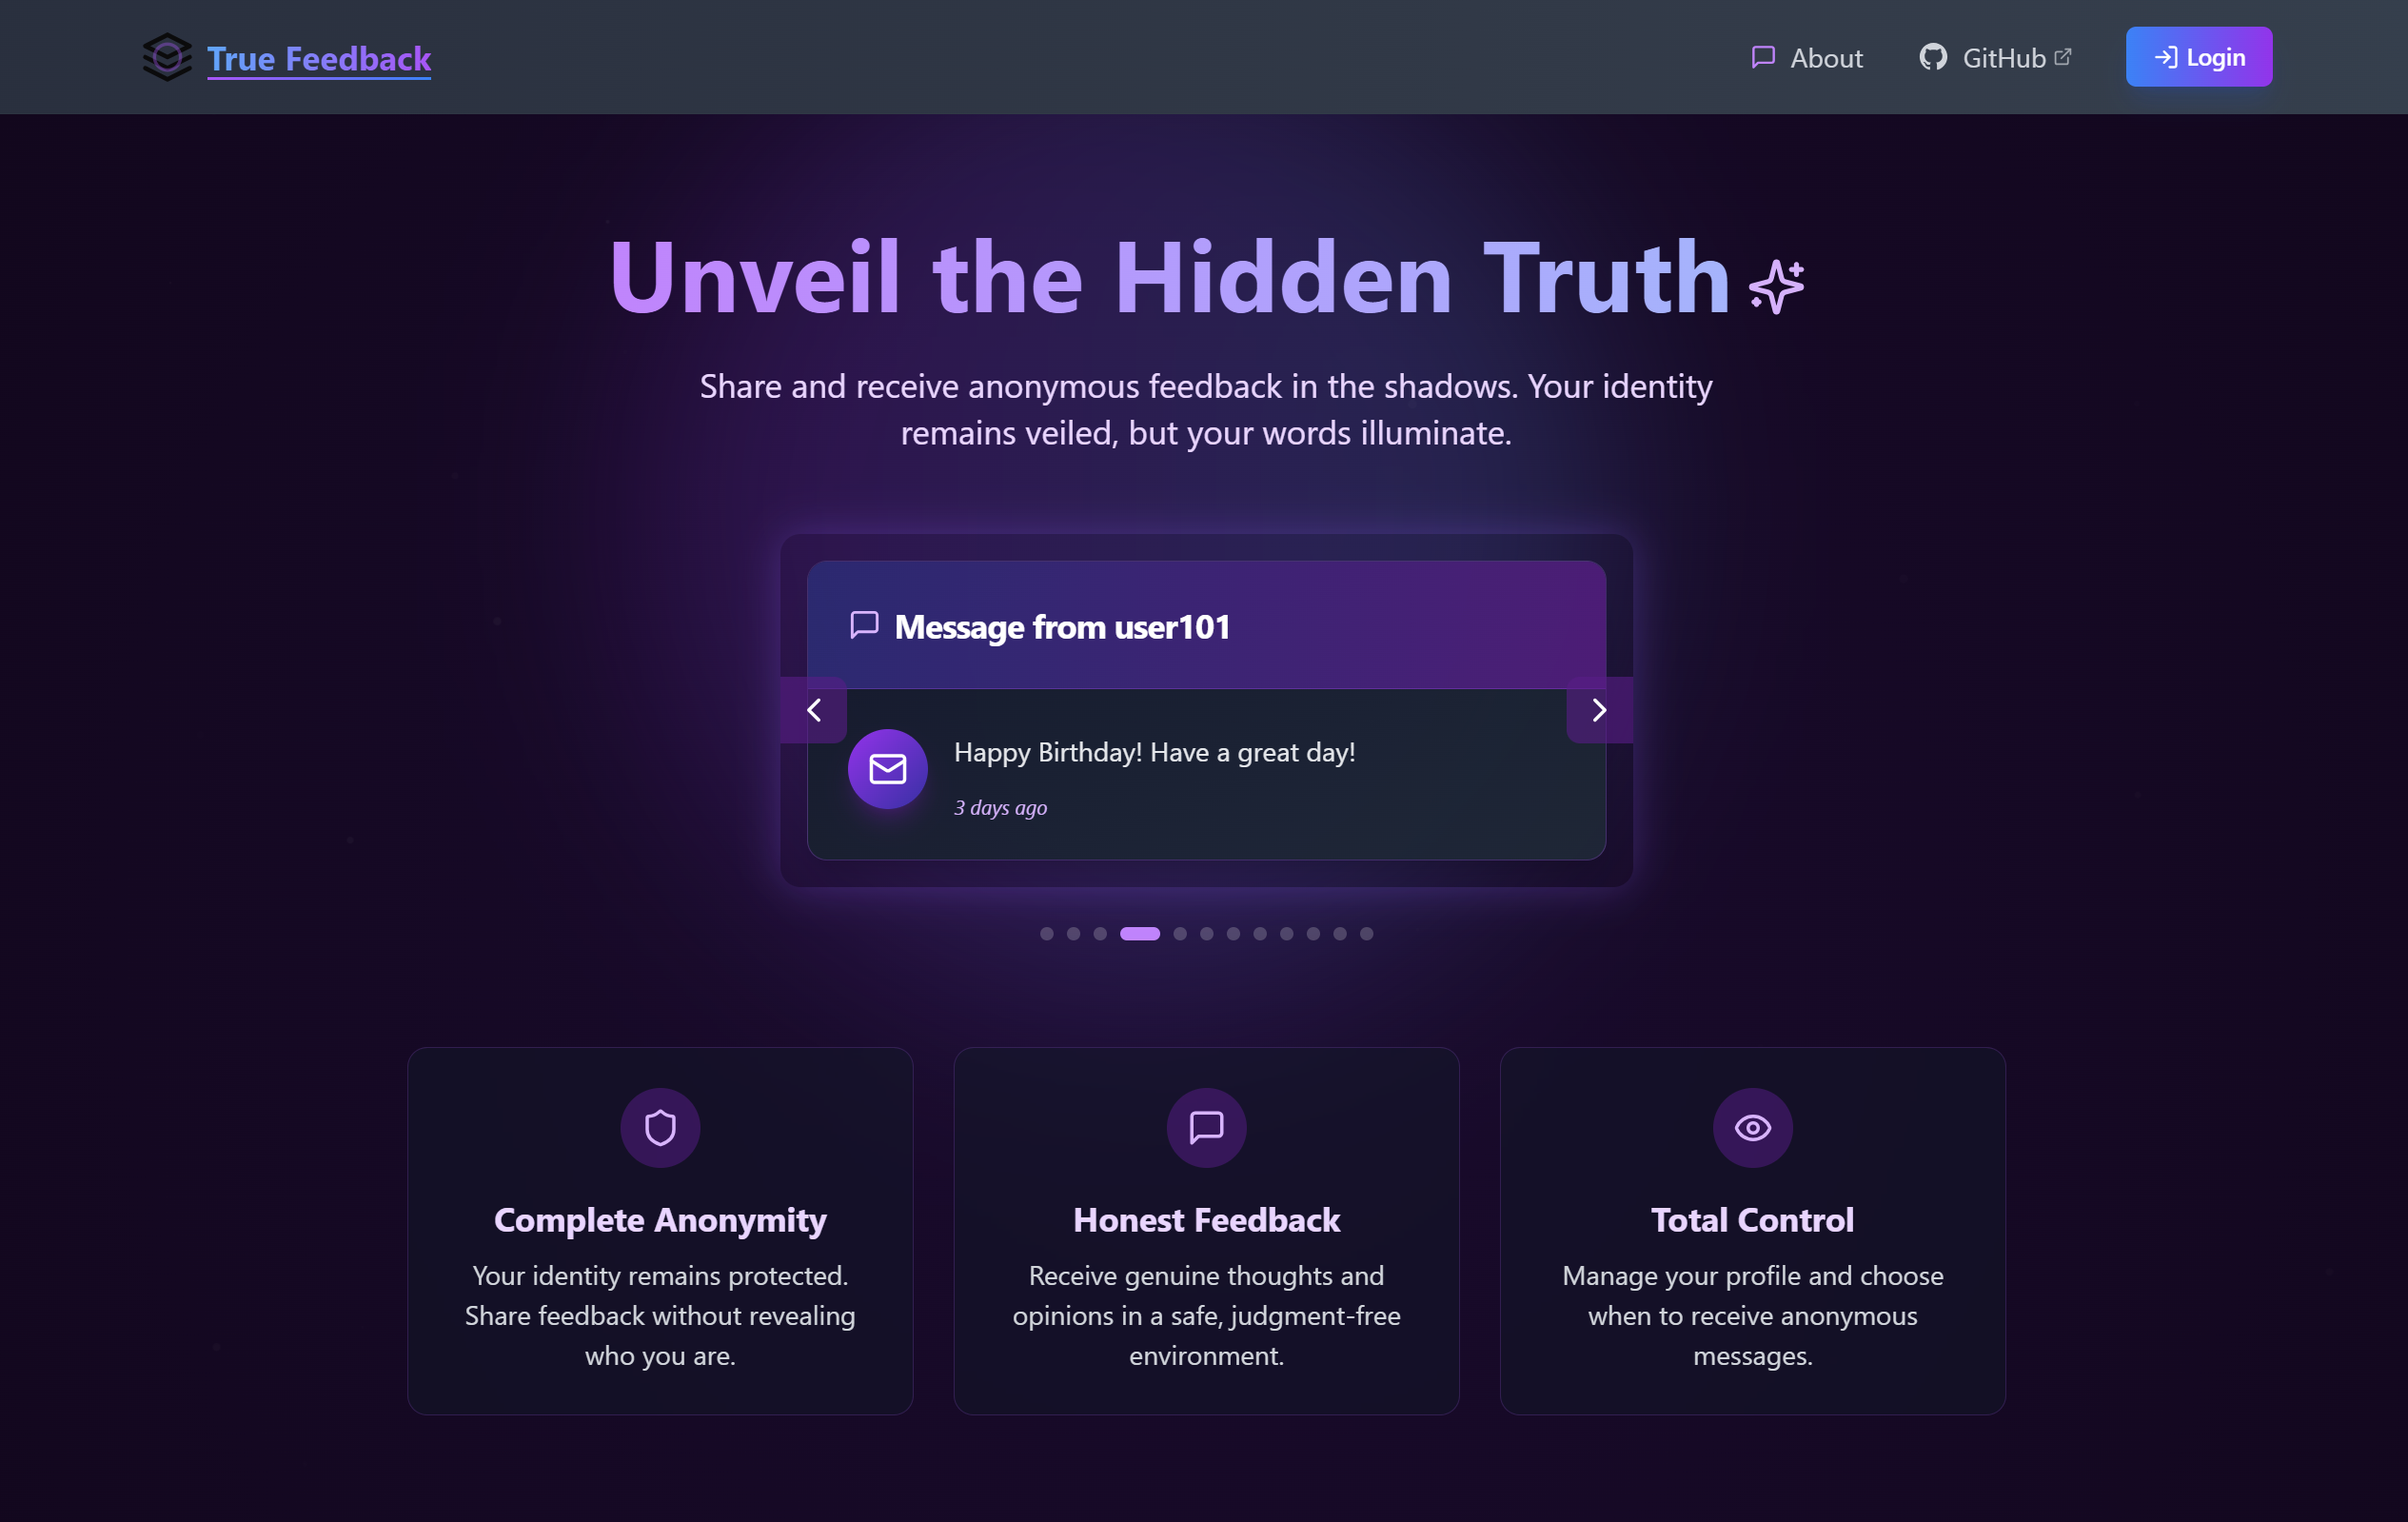 True Feedback
About
GitHub
Login
Unveil the Hidden Truth
Share and receive anonymous feedback in the shadows. Your identity
remains veiled, but your words illuminate.
Message from user101
Happy Birthday! Have a great day!
3 days ago
Complete Anonymity
Your identity remains protected.
Share feedback without revealing
who you are.
Honest Feedback
Receive genuine thoughts and
opinions in a safe, judgment-free
environment.
Total Control
Manage your profile and choose
when to receive anonymous
messages.